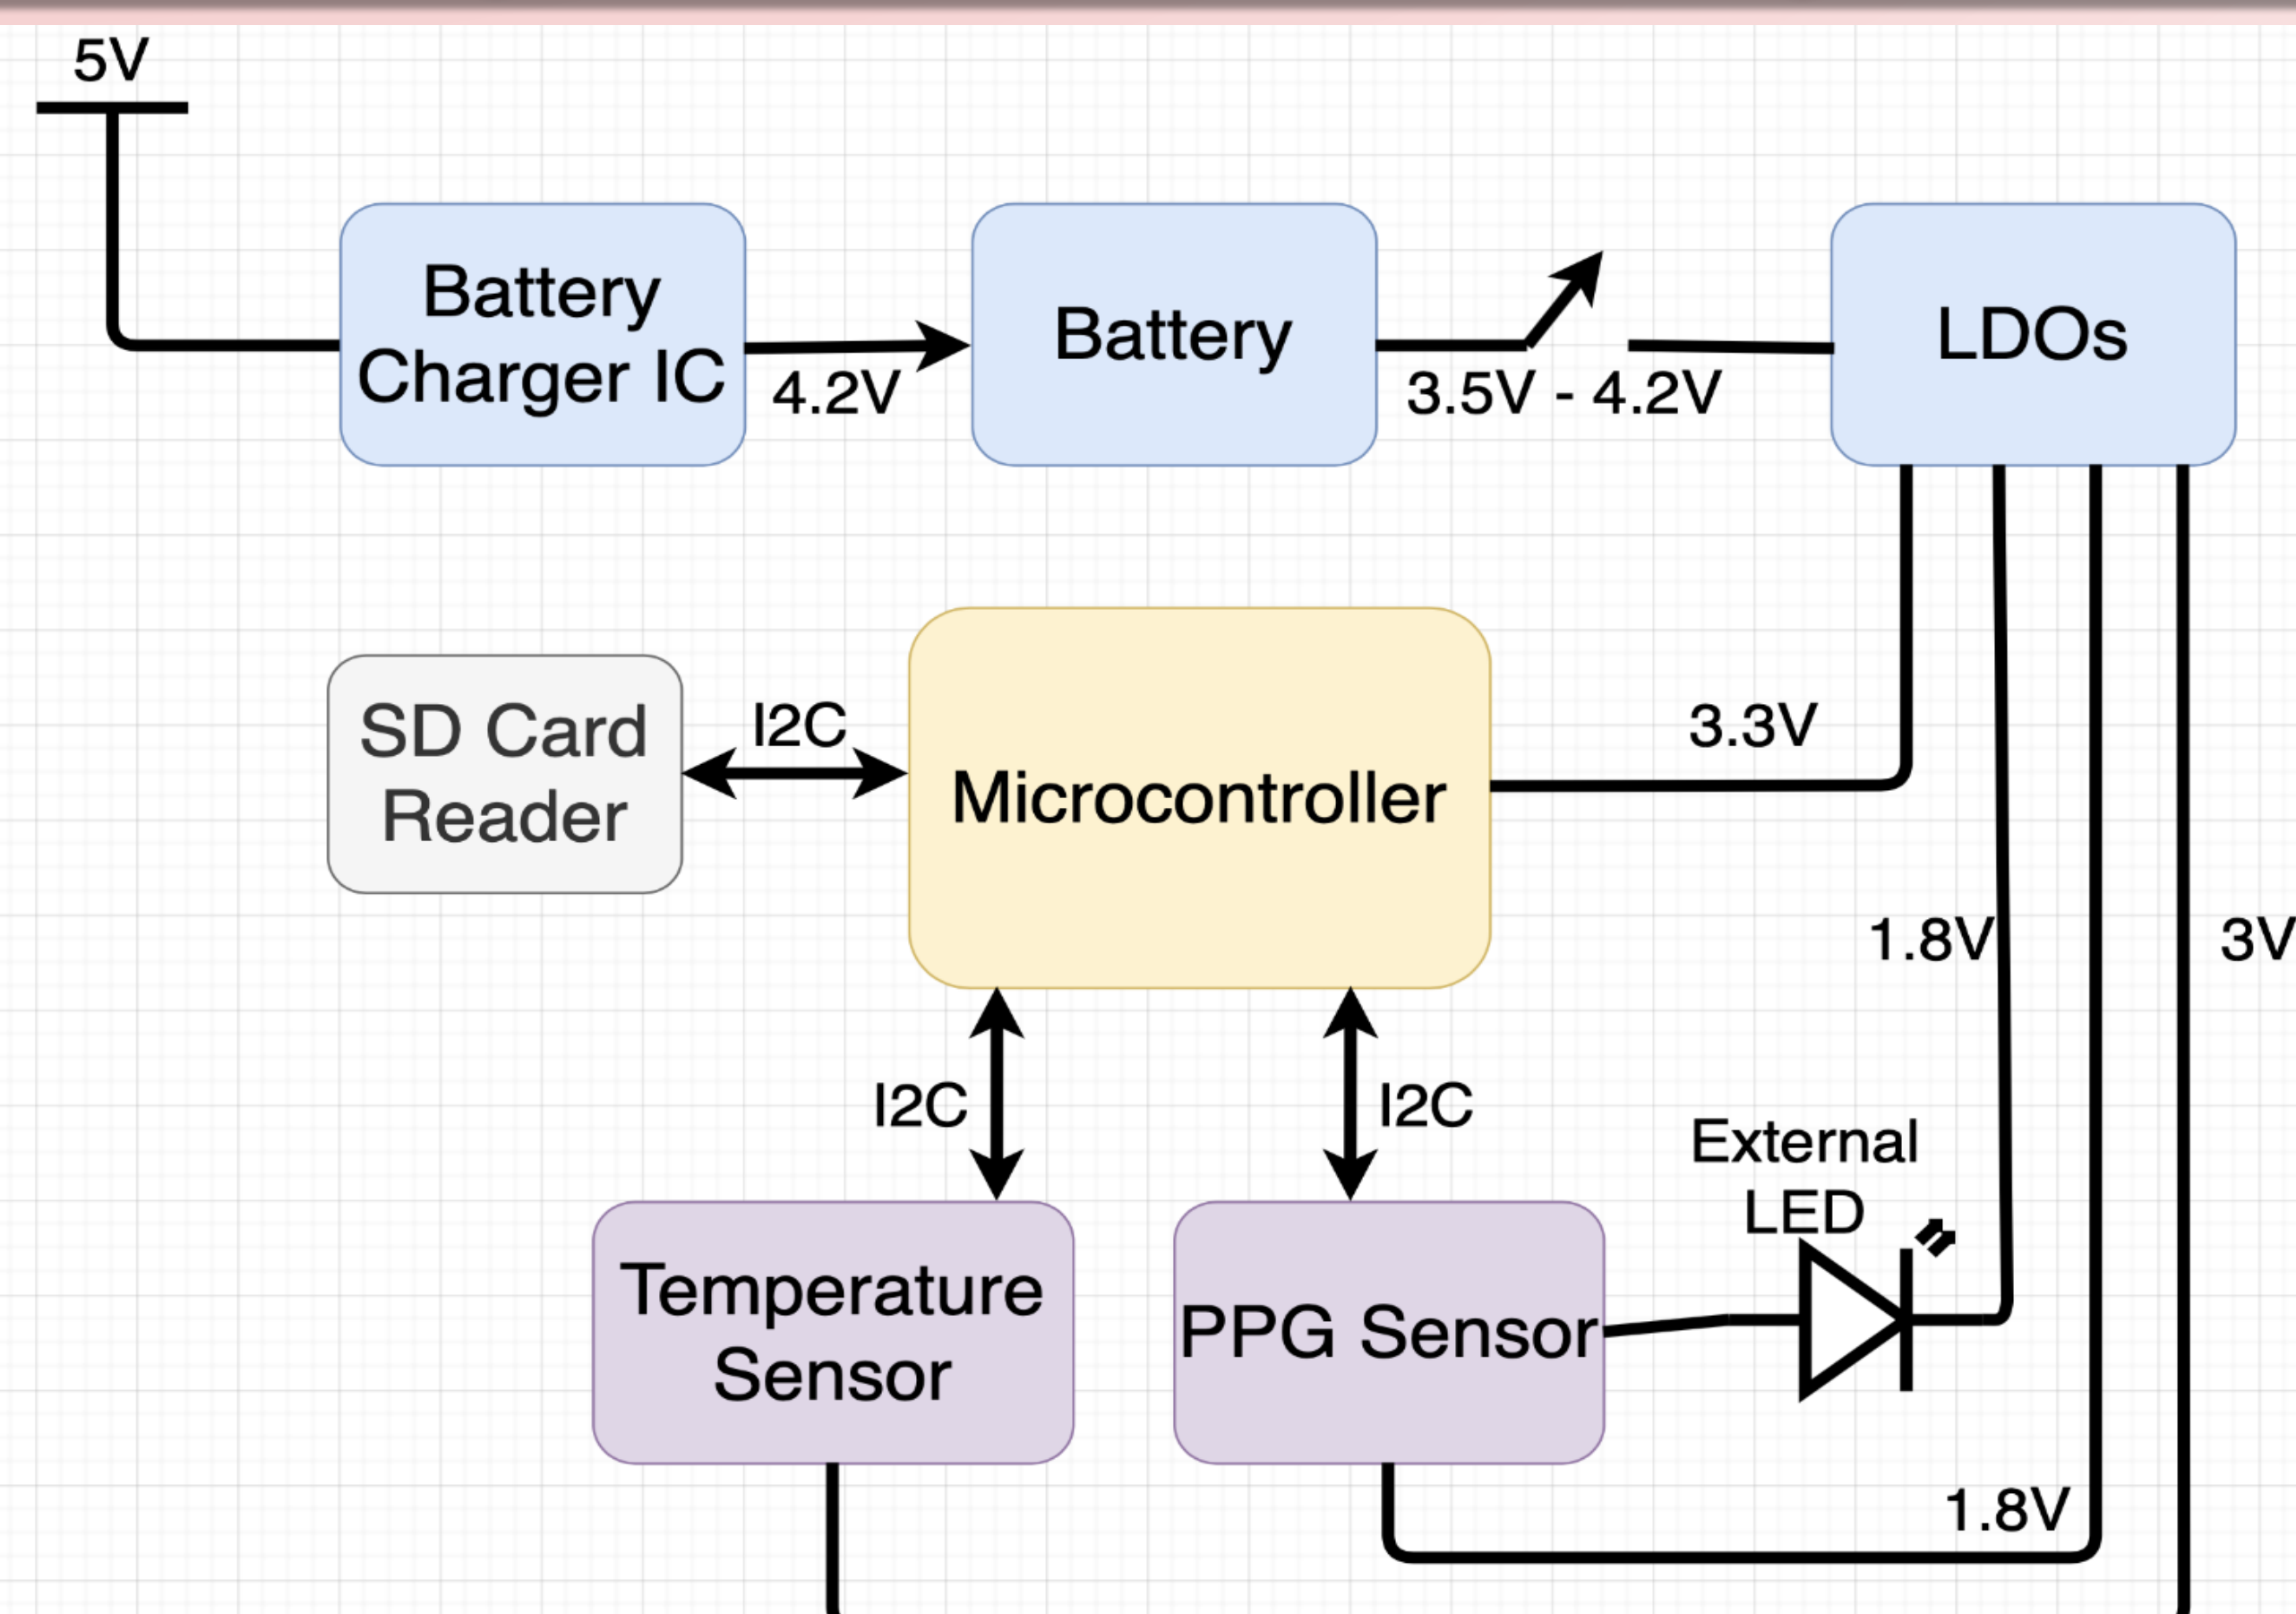 5V
Battery
Charger IC
4.2V
Battery
3.5V - 4.2V
LDOs
SD Card
Reader
I2C
Microcontroller
3.3V
1.8V
3V
I2C
I2C
External
LED
Temperature
Sensor
PPG Sensor
1.8V